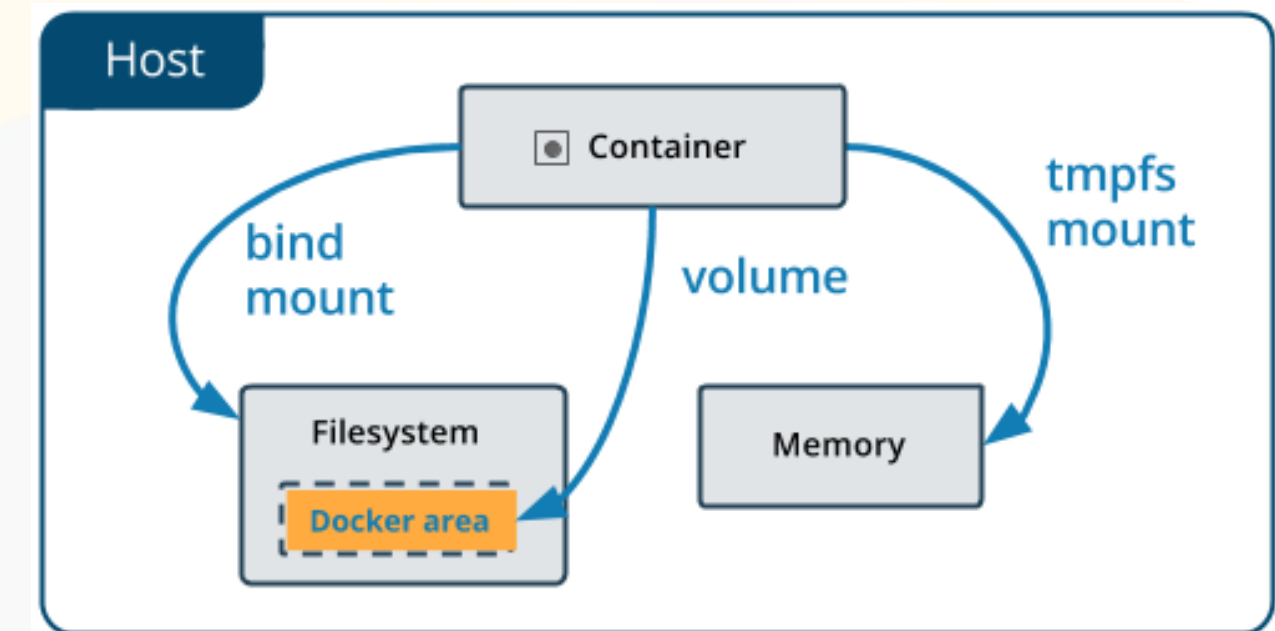 Host
Container
bind
mount
volume
tmpfs
mount
Filesystem
Docker area
Memory